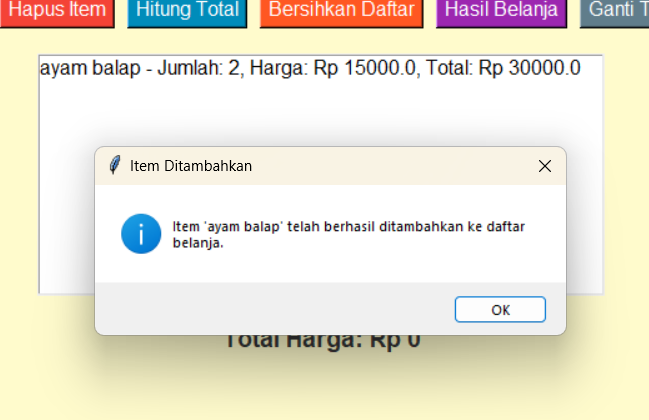 Hapus Item
Hitung Total
Bersihkan Daftar
Hasil Belanja
Ganti T
ayam balap - Jumlah: 2, Harga: Rp 15000.0, Total: Rp 30000.0
Item Ditambahkan
Item 'ayam balap' telah berhasil ditambahkan ke daftar
belanja.
OK
Total Harga: Rp 0